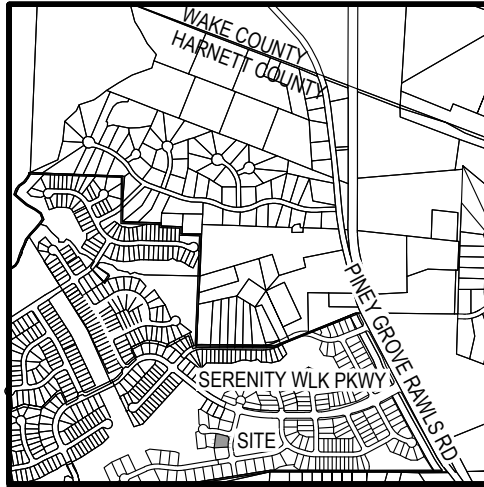 WAKE COUNTY
HARNETT COUNTY
PINEY GROVE RAWLS RD
SERENITY WLK PKWY
SITE